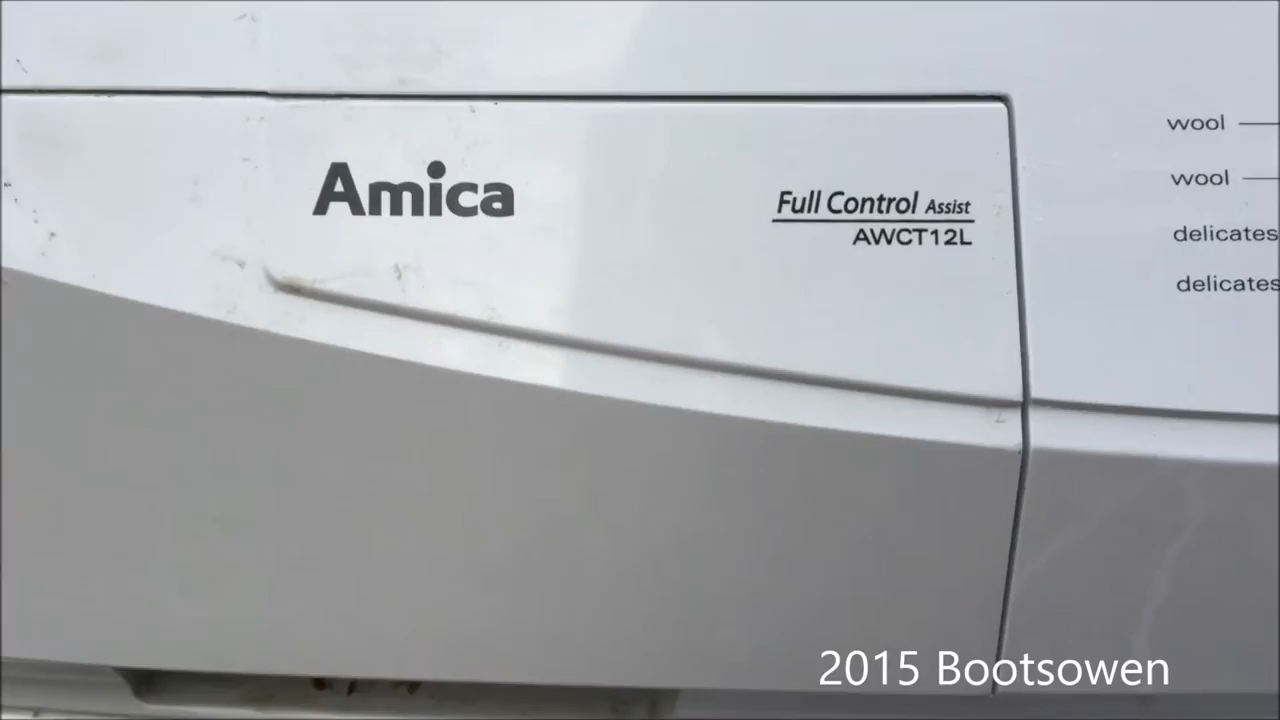 Amica
Full Control Assist
AWCT12L
wool
wool
delicates
delicates
2015 Bootsowen